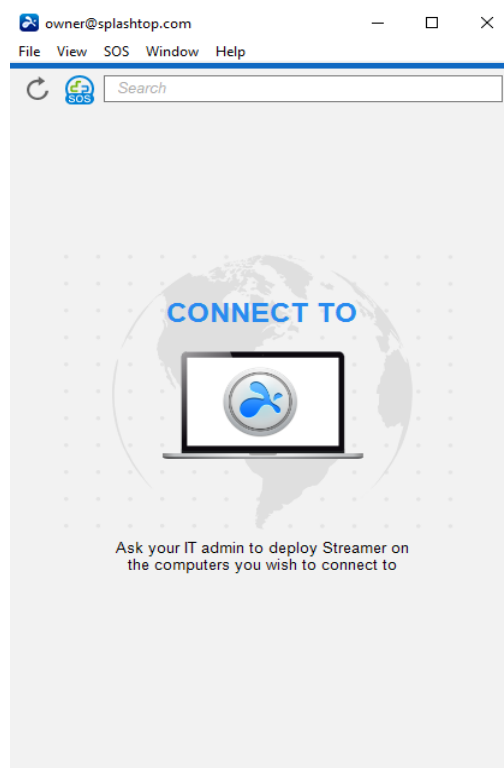 owner@splashtop.com
File View SOS Window Help
SOS
Search
CONNECT TO
Ask your IT admin to deploy Streamer on
the computers you wish to connect to